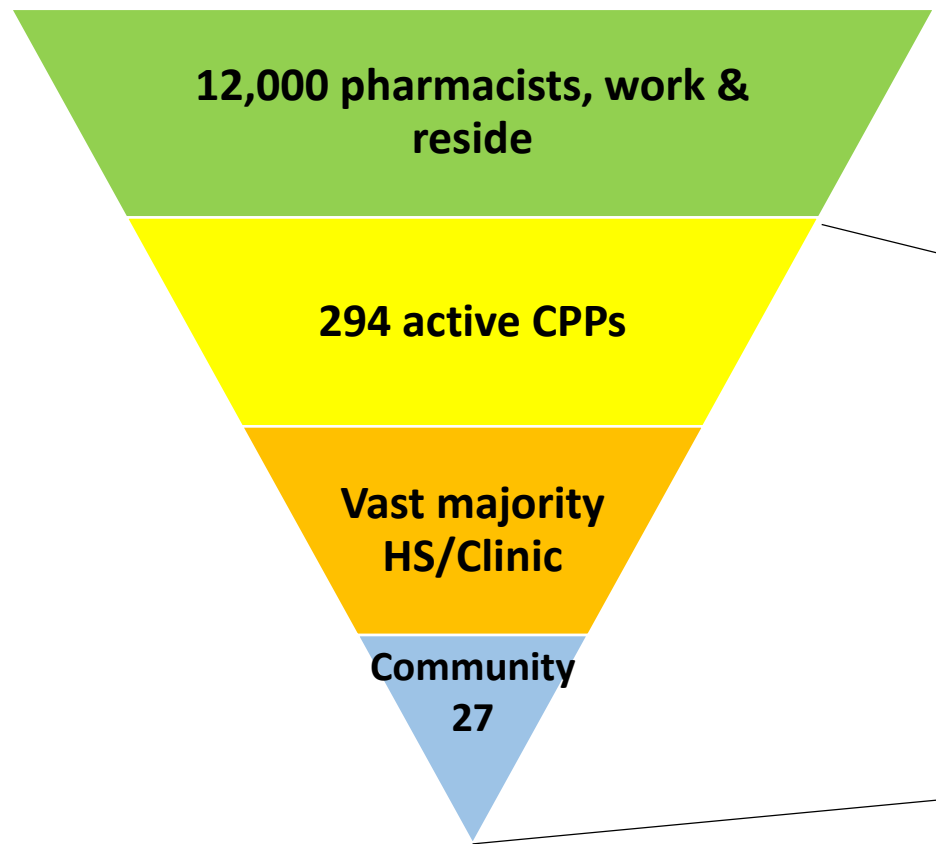 12,000 pharmacists, work &
reside
294 active CPPs
Vast majority
HS/Clinic
Community
27